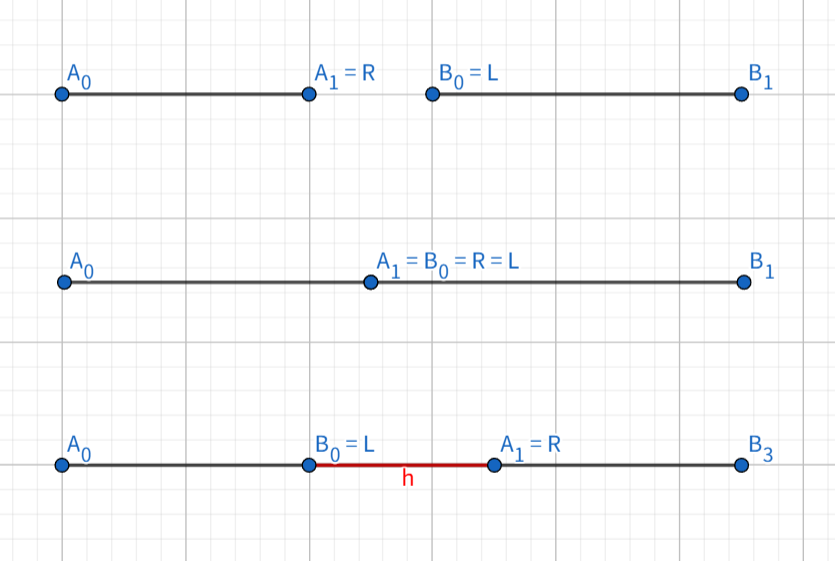 A₀ A₁ = R B₀ = L B₁
A₀ A₁ = B₀ = R = L B₁
A₀ B₀ = L A₁ = R B₃
h